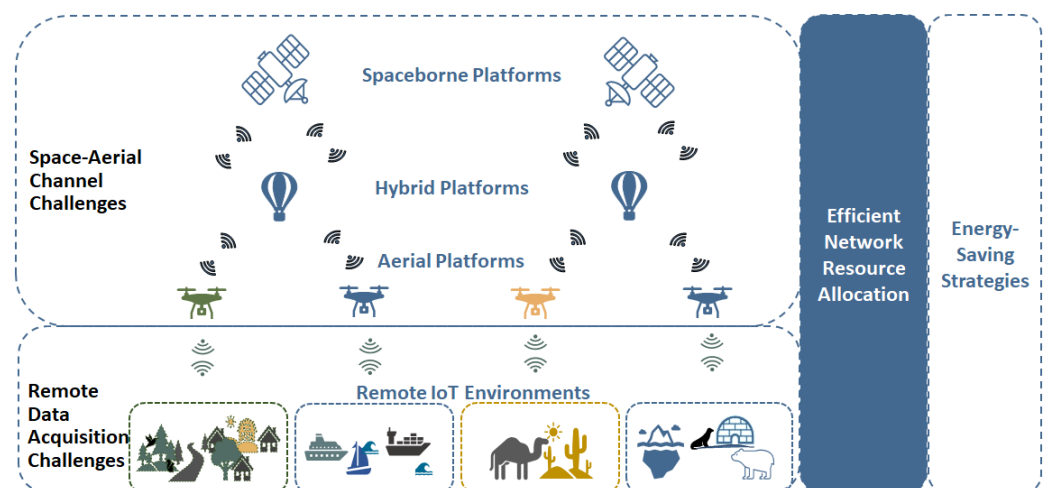 Spaceborne Platforms
Space-Aerial
Channel
Challenges
Hybrid Platforms
Aerial Platforms
Efficient
Network
Resource
Allocation
Energy-
Saving
Strategies
Remote IoT Environments
Remote
Data
Acquisition
Challenges